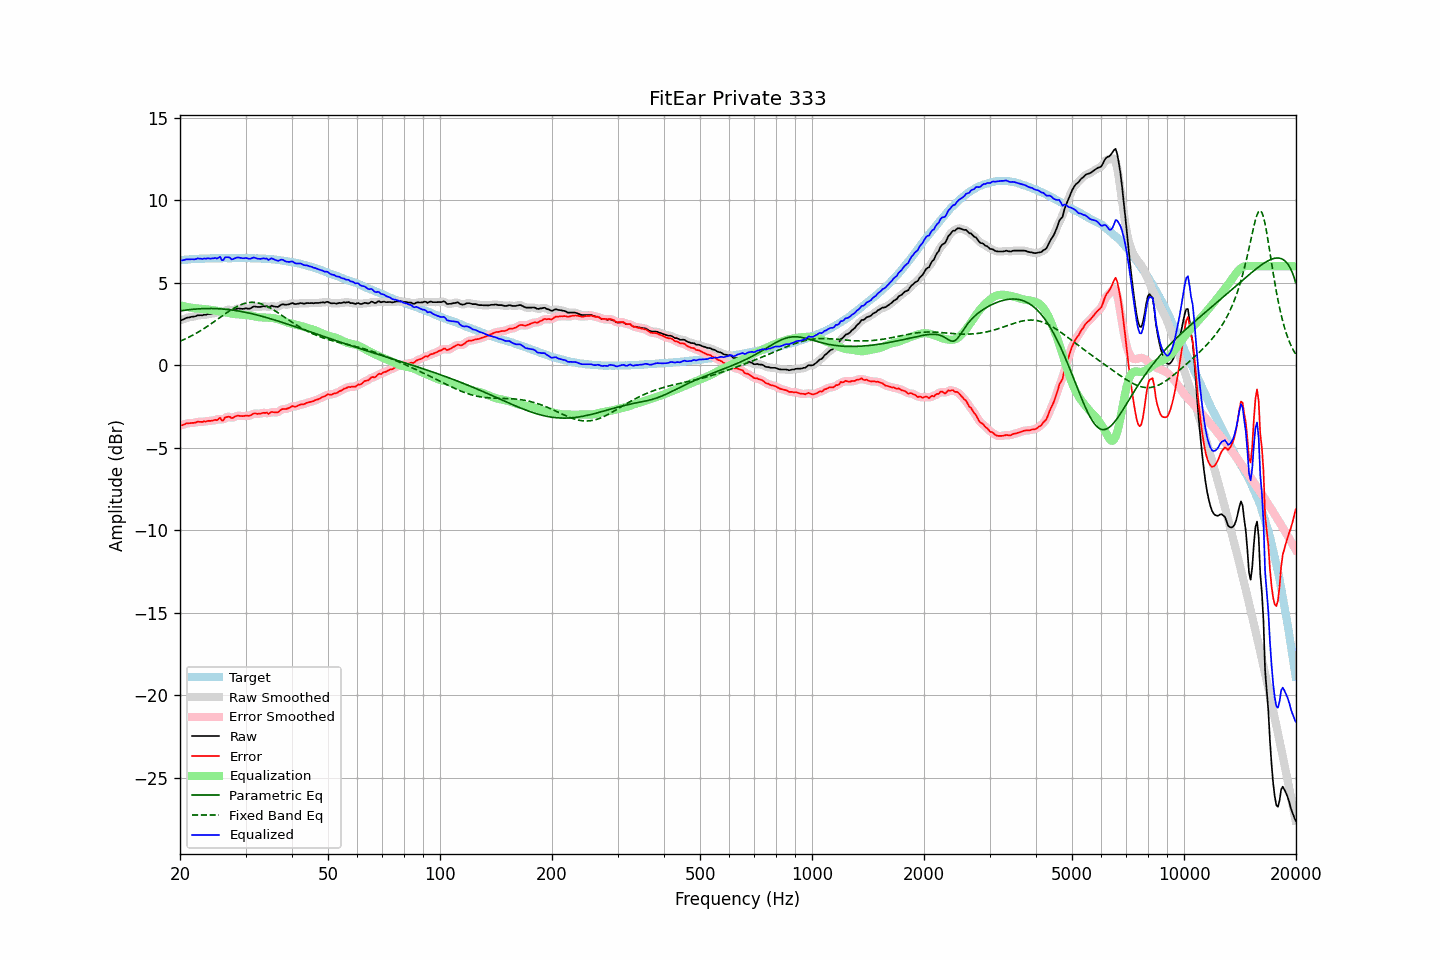 FitEar Private 333
15
10
5
0
−5
−10
−15
−20
−25
Amplitude (dBr)
Target
Raw Smoothed
Error Smoothed
Raw
Error
Equalization
Parametric Eq
Fixed Band Eq
Equalized
20 50 100 200 500 1000 2000 5000 10000 20000
Frequency (Hz)